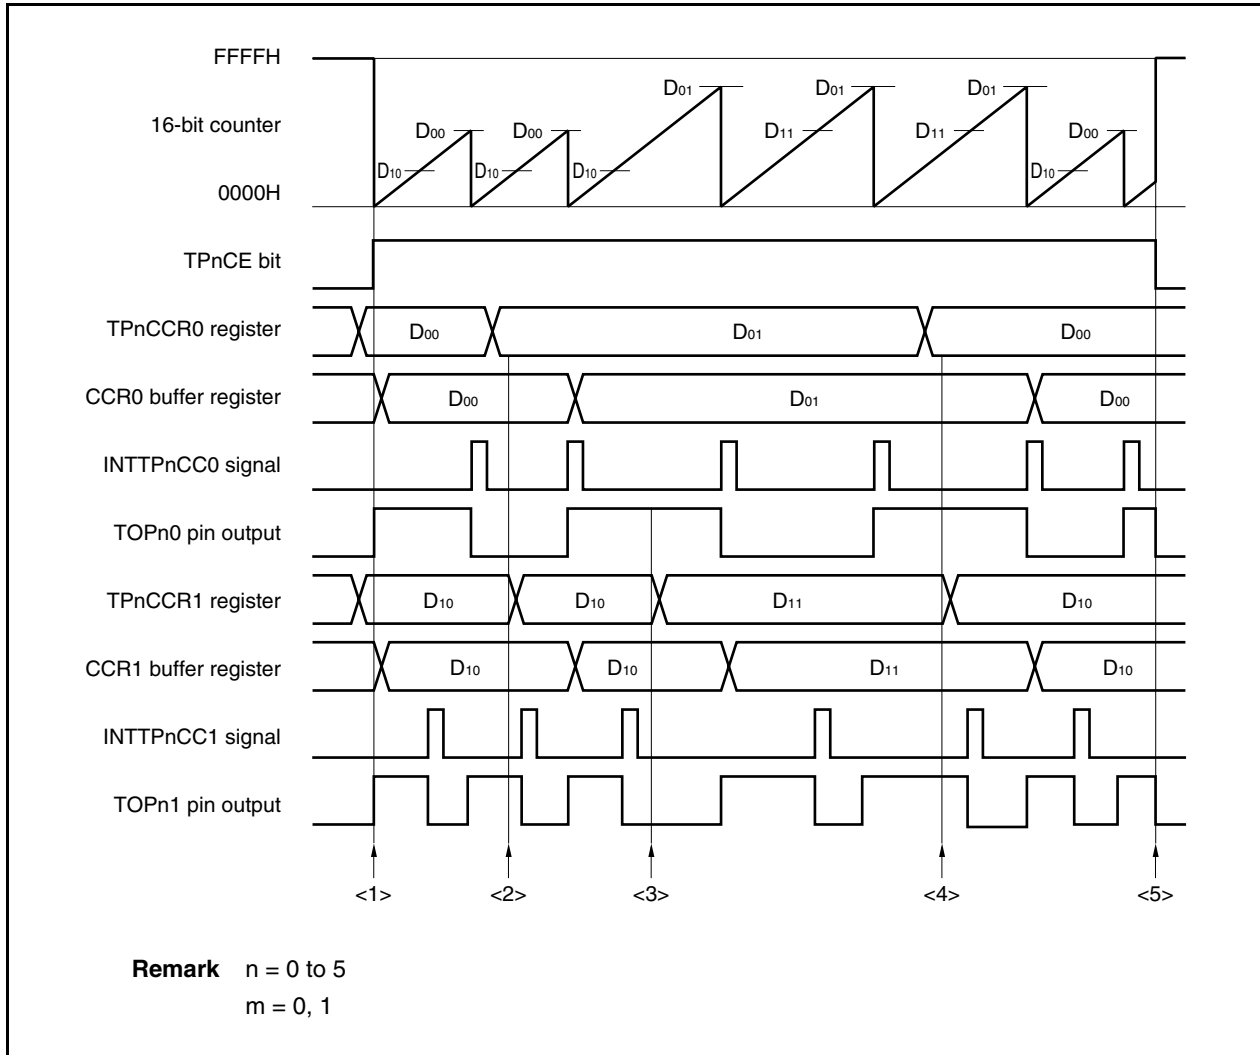 FFFFH
16-bit counter
0000H
D01 D01 D01
D00 D00 D11 D11 D00
D10 D10 D10 D10
TPnCE bit
TPnCCR0 register D00 D01 D00
CCR0 buffer register D00 D01 D00
INTTPnCC0 signal
TOPn0 pin output
TPnCCR1 register D10 D10 D11 D10
CCR1 buffer register D10 D10 D11 D10
INTTPnCC1 signal
TOPn1 pin output
<1> <2> <3> <4> <5>
Remark n = 0 to 5
m = 0, 1